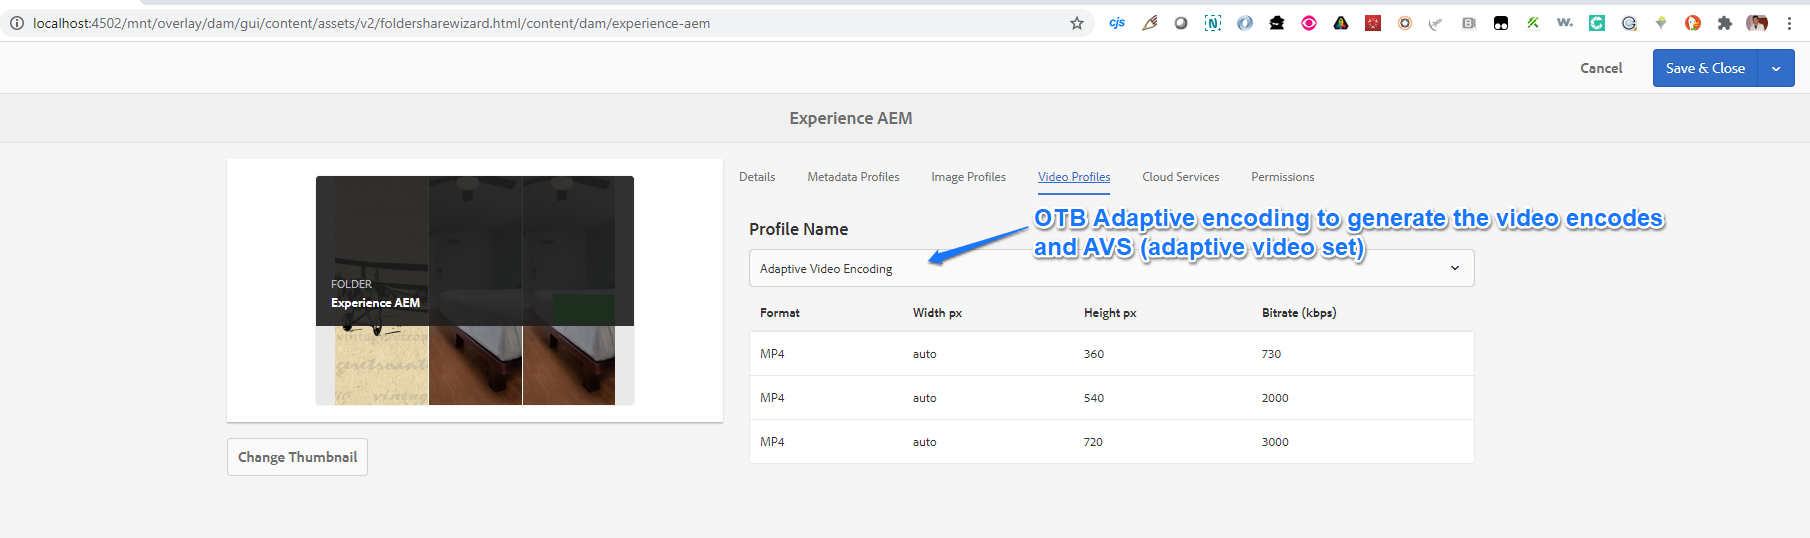 localhost:4502/mnt/overlay/dam/gui/content/assets/v2/foldersharewizard.html/content/dam/experience-aem
cjs
Cancel
Save & Close
Experience AEM
Details
Metadata Profiles
Image Profiles
Video Profiles
Cloud Services
Permissions
OTB Adaptive encoding to generate the video encodes
and AVS (adaptive video set)
Profile Name
Adaptive Video Encoding
FOLDER
Experience AEM
Format Width px Height px Bitrate (kbps)
MP4 auto 360 730
MP4 auto 540 2000
MP4 auto 720 3000
Change Thumbnail